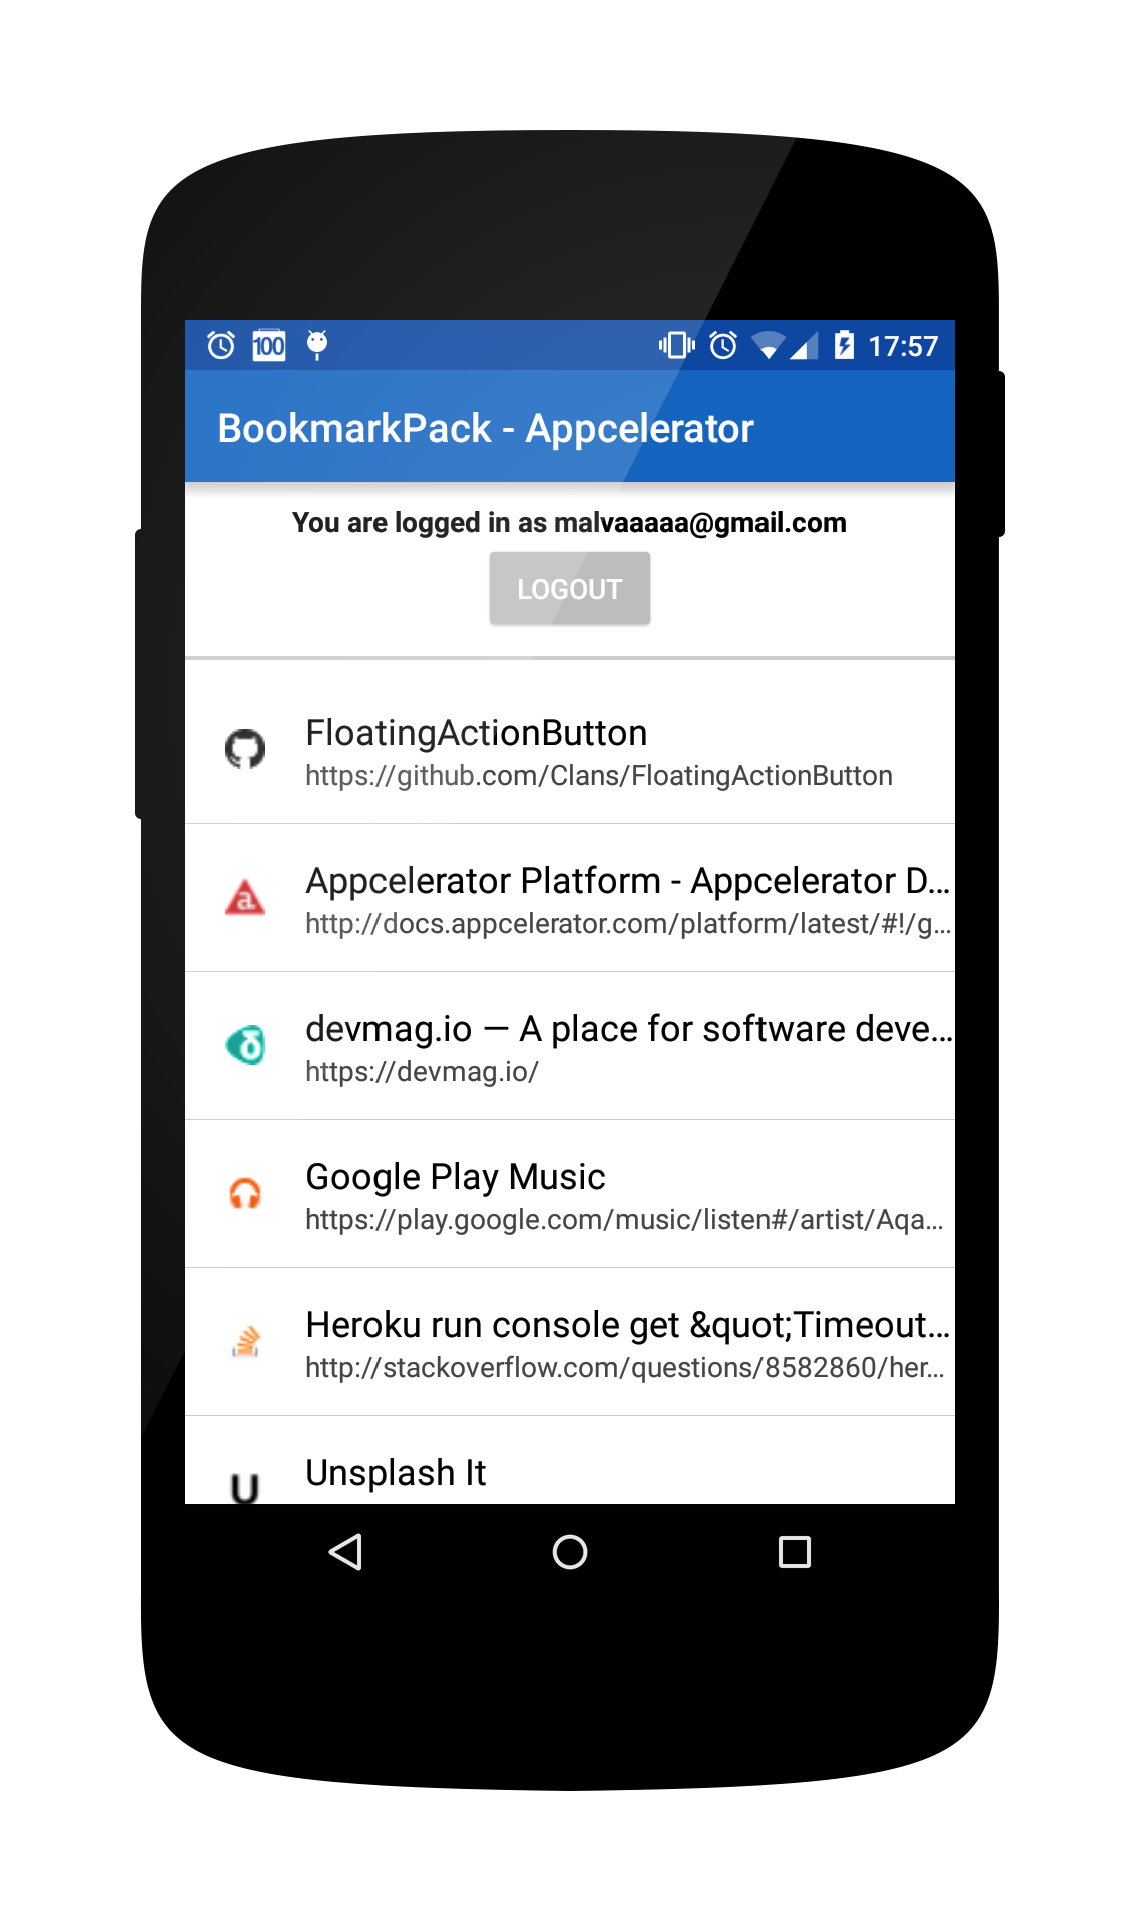 100 17:57
BookmarkPack - Appcelerator
You are logged in as malvaaaaa@gmail.com
LOGOUT
FloatingActionButton
https://github.com/Clans/FloatingActionButton
Appcelerator Platform - Appcelerator D...
http://docs.appcelerator.com/platform/latest/#!/g...
devmag.io — A place for software deve...
https://devmag.io/
Google Play Music
https://play.google.com/music/listen#/artist/Aqa...
Heroku run console get &quot;Timeout...
http://stackoverflow.com/questions/8582860/her...
U
Unsplash It